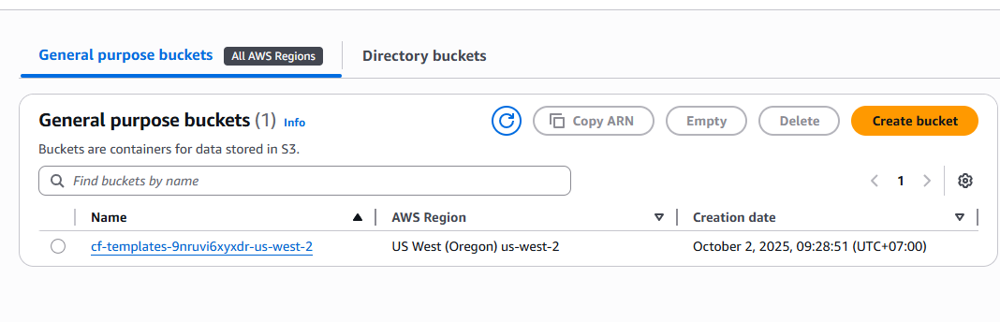 General purpose buckets All AWS Regions Directory buckets
General purpose buckets (1) Info Copy ARN Empty Delete Create bucket
Buckets are containers for data stored in S3.
Find buckets by name 1
Name AWS Region Creation date
cf-templates-9nruvi6xyxdr-us-west-2 US West (Oregon) us-west-2 October 2, 2025, 09:28:51 (UTC+07:00)